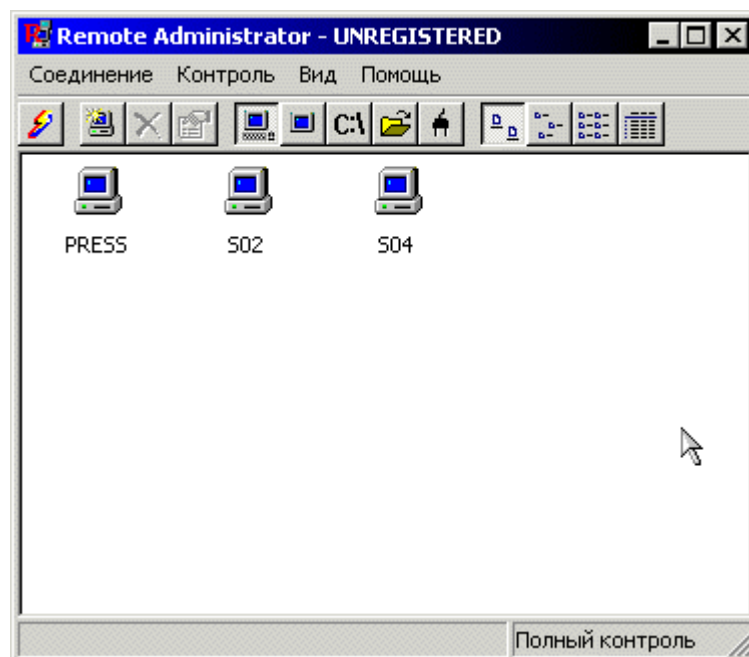 Remote Administrator - UNREGISTERED
Соединение Контроль Вид Помощь
C:\
PRESS S02 S04
Полный контроль